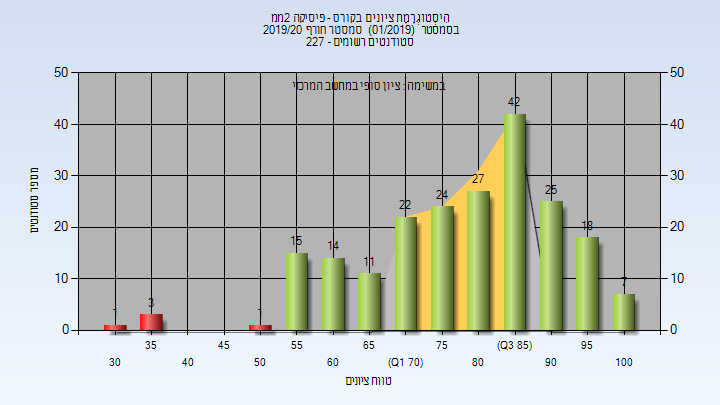 היסטוגרמת ציונים בקורס - פיסיקה 2ממ
בסמסטר (01/2019) סמסטר חורף 2019/20
סטודנטים רשומים - 227
במשימה : ציון סופי במחשב המרכזי
50 50
40 40
30 30
20 20
10 10
0 0
מספר סטודנטים
1 3 1 15 14 11 22 24 27 42 25 18 7
35 45 55 65 75 (Q3 85) 95
30 40 50 60 (Q1 70) 80 90 100
טווח ציונים